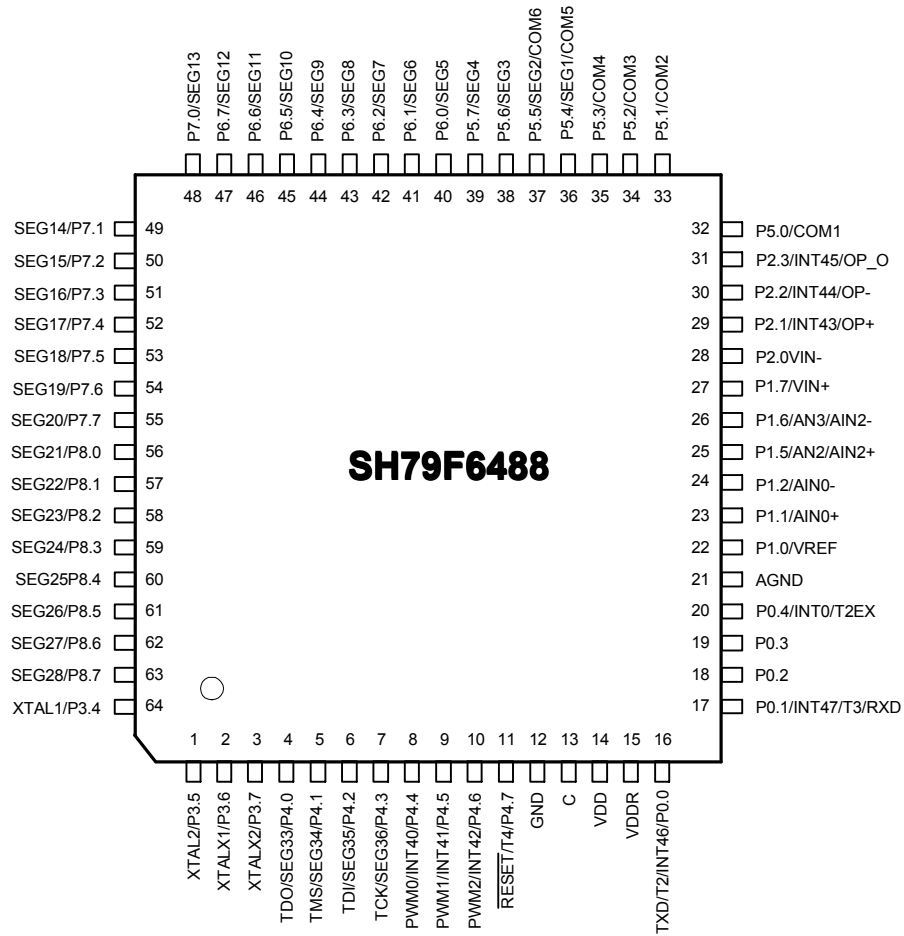 P7.0/SEG13
P6.7/SEG12
P6.6/SEG11
P6.5/SEG10
P6.4/SEG9
P6.3/SEG8
P6.2/SEG7
P6.1/SEG6
P6.0/SEG5
P5.7/SEG4
P5.6/SEG3
P5.5/SEG2/COM6
P5.4/SEG1/COM5
P5.3/COM4
P5.2/COM3
P5.1/COM2
48 47 46 45 44 43 42 41 40 39 38 37 36 35 34 33
SEG14/P7.1 49
SEG15/P7.2 50
SEG16/P7.3 51
SEG17/P7.4 52
SEG18/P7.5 53
SEG19/P7.6 54
SEG20/P7.7 55
SEG21/P8.0 56
SEG22/P8.1 57
SEG23/P8.2 58
SEG24/P8.3 59
SEG25P8.4 60
SEG26/P8.5 61
SEG27/P8.6 62
SEG28/P8.7 63
XTAL1/P3.4 64
SH79F6488
32 P5.0/COM1
31 P2.3/INT45/OP_O
30 P2.2/INT44/OP-
29 P2.1/INT43/OP+
28 P2.0VIN-
27 P1.7/VIN+
26 P1.6/AN3/AIN2-
25 P1.5/AN2/AIN2+
24 P1.2/AIN0-
23 P1.1/AIN0+
22 P1.0/VREF
21 AGND
20 P0.4/INT0/T2EX
19 P0.3
18 P0.2
17 P0.1/INT47/T3/RXD
1 2 3 4 5 6 7 8 9 10 11 12 13 14 15 16
XTAL2/P3.5
XTALX1/P3.6
XTALX2/P3.7
TDO/SEG33/P4.0
TMS/SEG34/P4.1
TDI/SEG35/P4.2
TCK/SEG36/P4.3
PWM0/INT40/P4.4
PWM1/INT41/P4.5
PWM2/INT42/P4.6
RESET/T4/P4.7
GND
C
VDD
VDDR
TXD/T2/INT46/P0.0